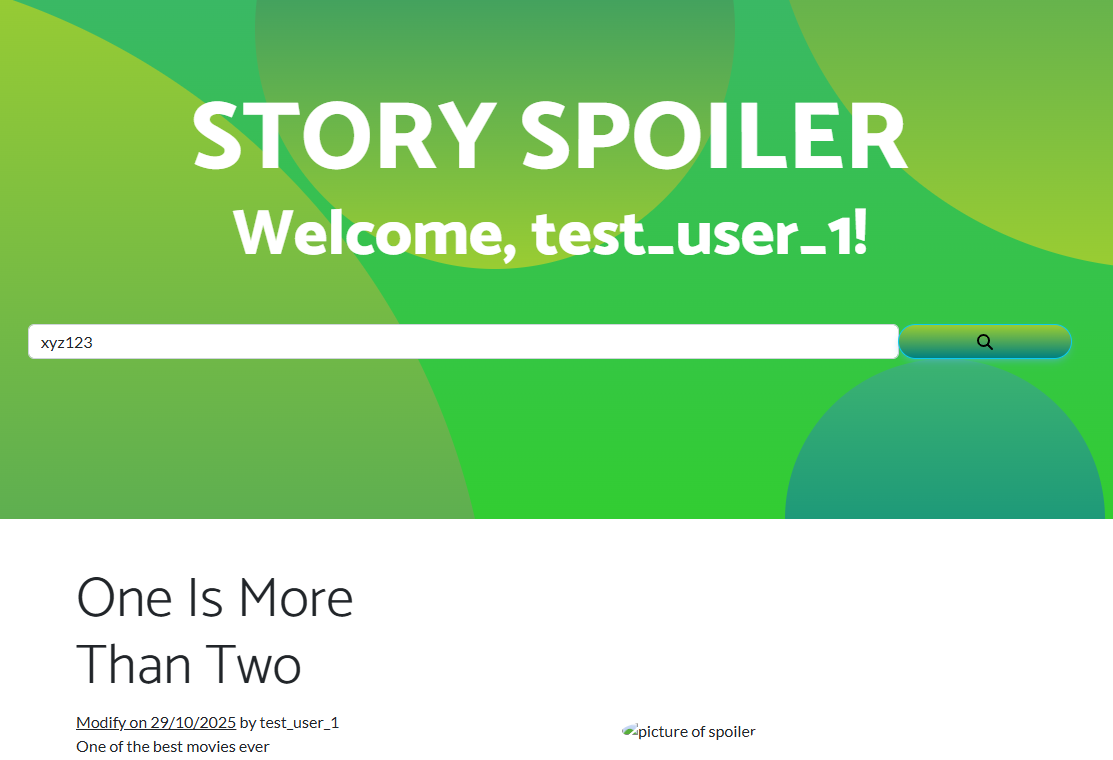 STORY SPOILER
Welcome, test_user_1!
xyz123
One Is More
Than Two
Modify on 29/10/2025 by test_user_1
One of the best movies ever
picture of spoiler